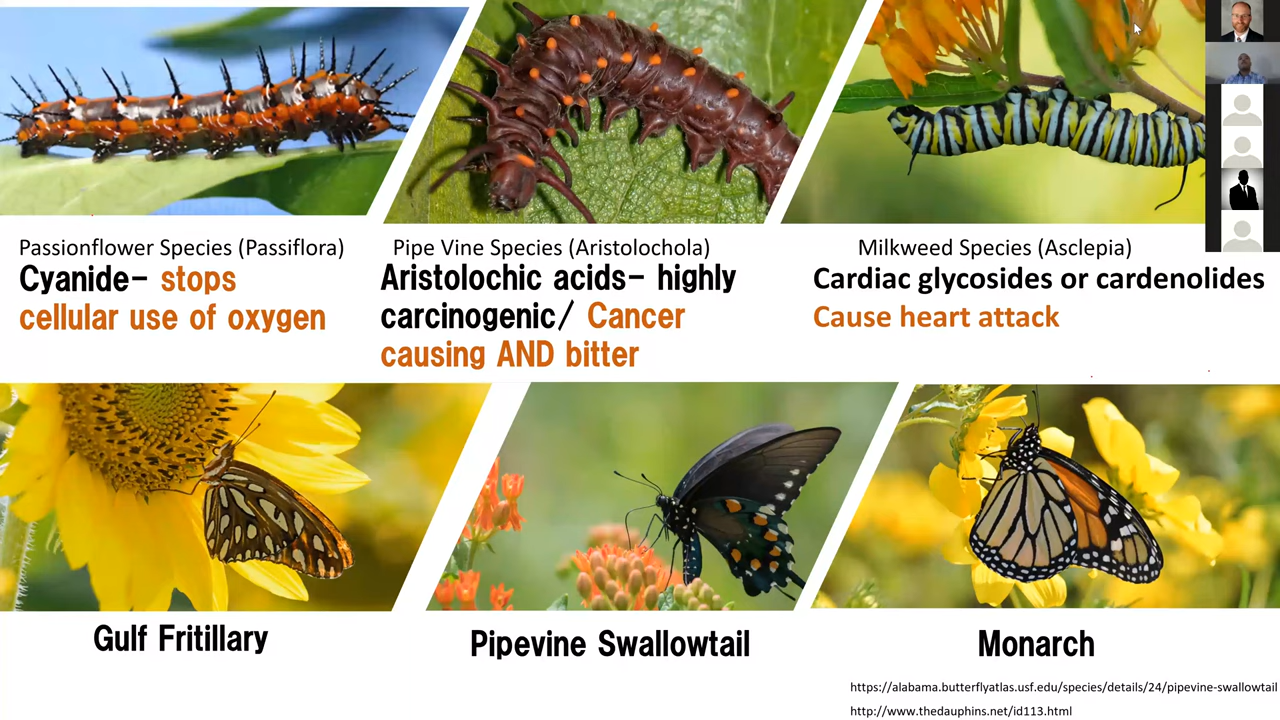 Passionflower Species (Passiflora)
Cyanide– stops
cellular use of oxygen
Pipe Vine Species (Aristolochola)
Aristolochic acids– highly
carcinogenic/ Cancer
causing AND bitter
Milkweed Species (Asclepia)
Cardiac glycosides or cardenolides
Cause heart attack
Gulf Fritillary
Pipevine Swallowtail
Monarch
https://alabama.butterflyatlas.usf.edu/species/details/24/pipevine-swallowtail
http://www.thedauphins.net/id113.html